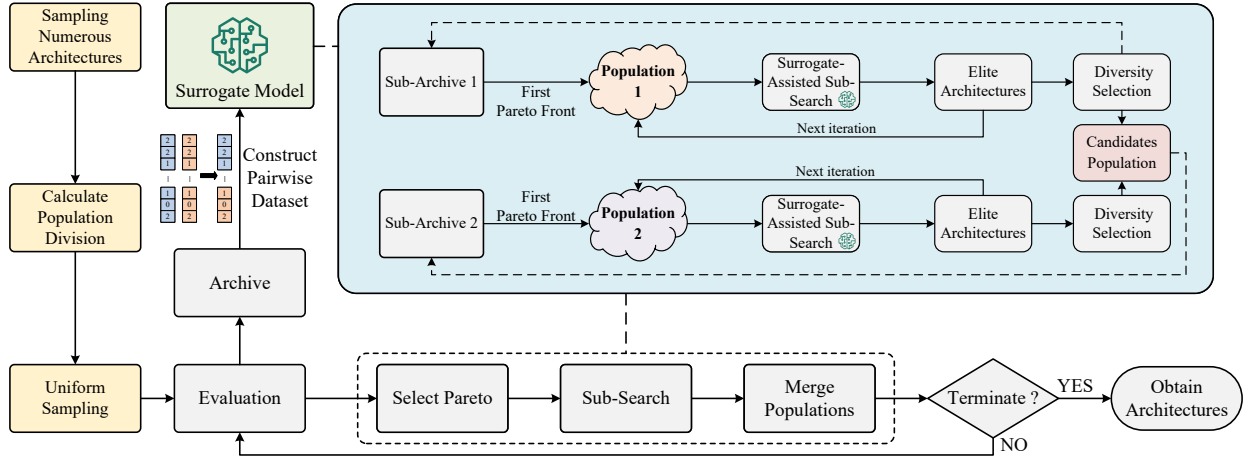 Sampling
Numerous
Architectures
Calculate
Population
Division
Uniform
Sampling
Surrogate Model
2 2 2
2 2 2
1 1 1
1 1 1
0 0 0
2 2 2
Construct
Pairwise
Dataset
Archive
Evaluation
Sub-Archive 1
First
Pareto Front
Population
1
Surrogate-
Assisted Sub-
Search
Elite
Architectures
Diversity
Selection
Next iteration
Candidates
Population
Sub-Archive 2
First
Pareto Front
Population
2
Next iteration
Surrogate-
Assisted Sub-
Search
Elite
Architectures
Diversity
Selection
Select Pareto
Sub-Search
Merge
Populations
Terminate ?
YES
NO
Obtain
Architectures